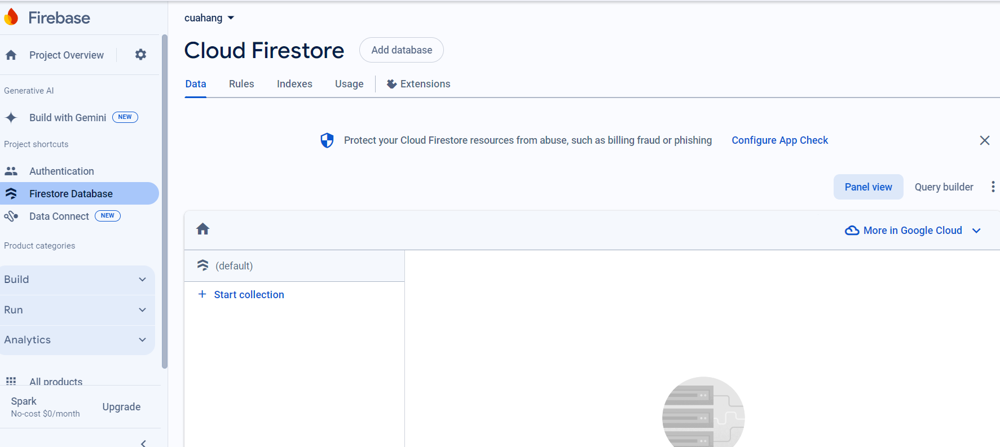 Firebase
Project Overview
Generative AI
Build with Gemini NEW
Project shortcuts
Authentication
Firestore Database
Data Connect NEW
Product categories
Build
Run
Analytics
All products
Spark
No-cost $0/month
Upgrade
cuahang
Cloud Firestore Add database
Data Rules Indexes Usage Extensions
Protect your Cloud Firestore resources from abuse, such as billing fraud or phishing Configure App Check
Panel view Query builder
More in Google Cloud
(default)
+ Start collection